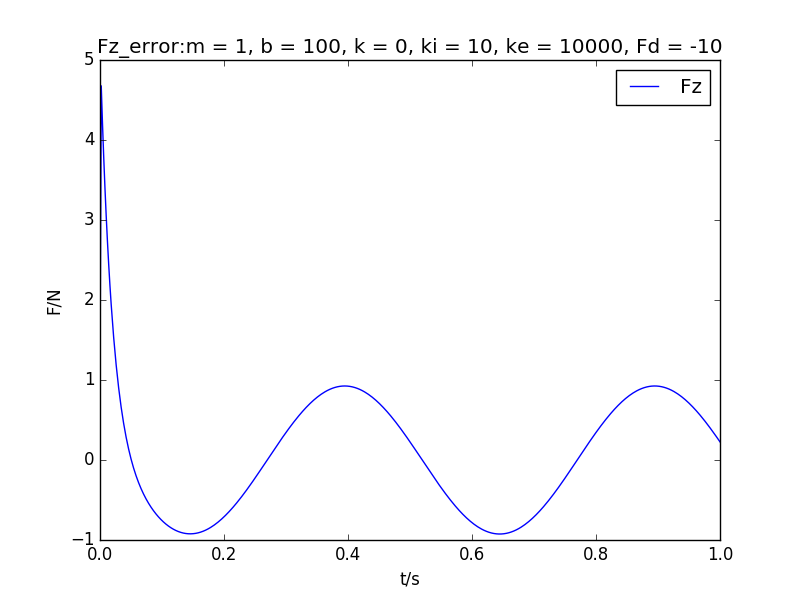 Fz_error:m = 1, b = 100, k = 0, ki = 10, ke = 10000, Fd = -10
Fz
5
4
3
2
1
0
−1
F/N
0.0 0.2 0.4 0.6 0.8 1.0
t/s